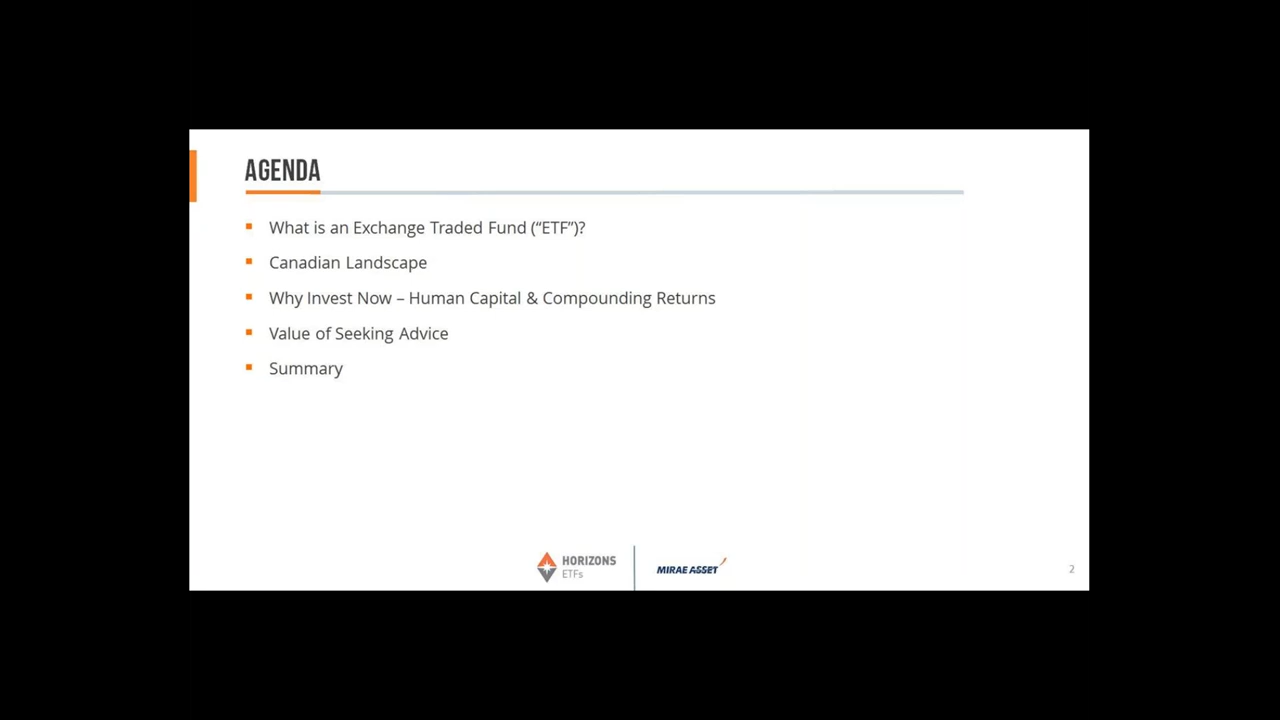 AGENDA
What is an Exchange Traded Fund (“ETF”)?
Canadian Landscape
Why Invest Now – Human Capital & Compounding Returns
Value of Seeking Advice
Summary
HORIZONS
ETFs
MIRAE ASSET
2